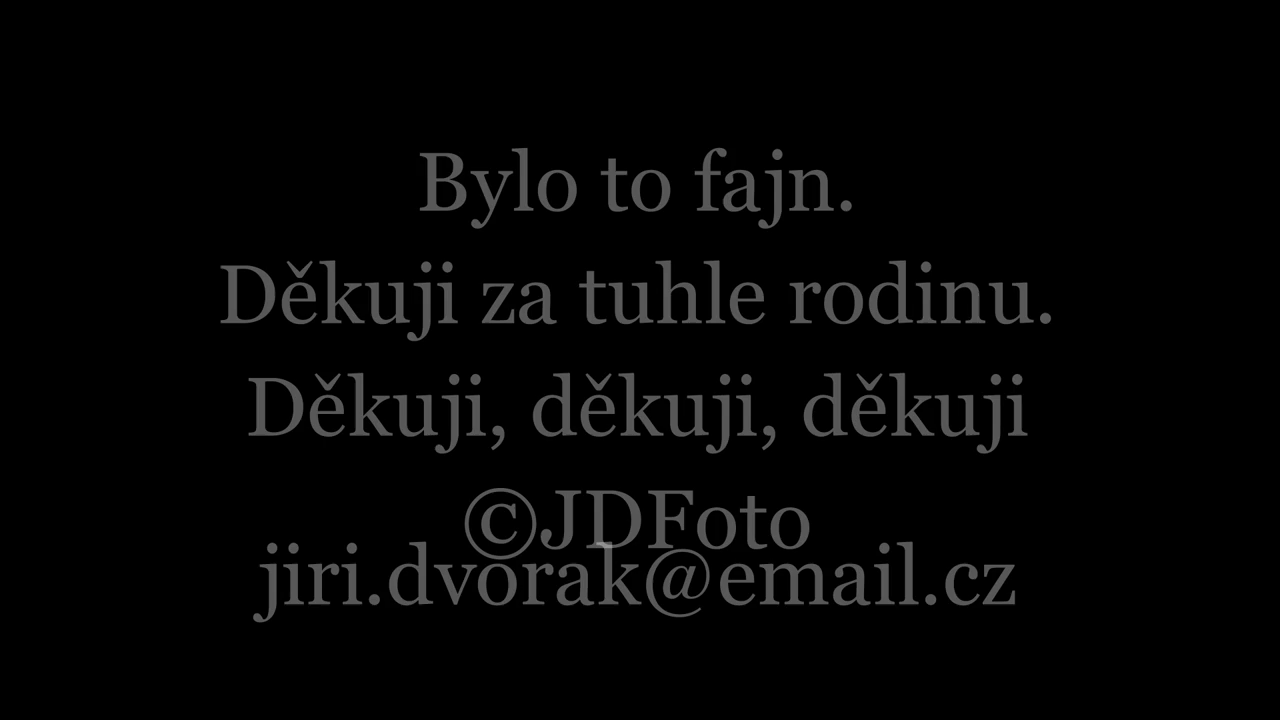 Bylo to fajn.
Děkuji za tuhle rodinu.
Děkuji, děkuji, děkuji
©JDFoto
jiri.dvorak@email.cz